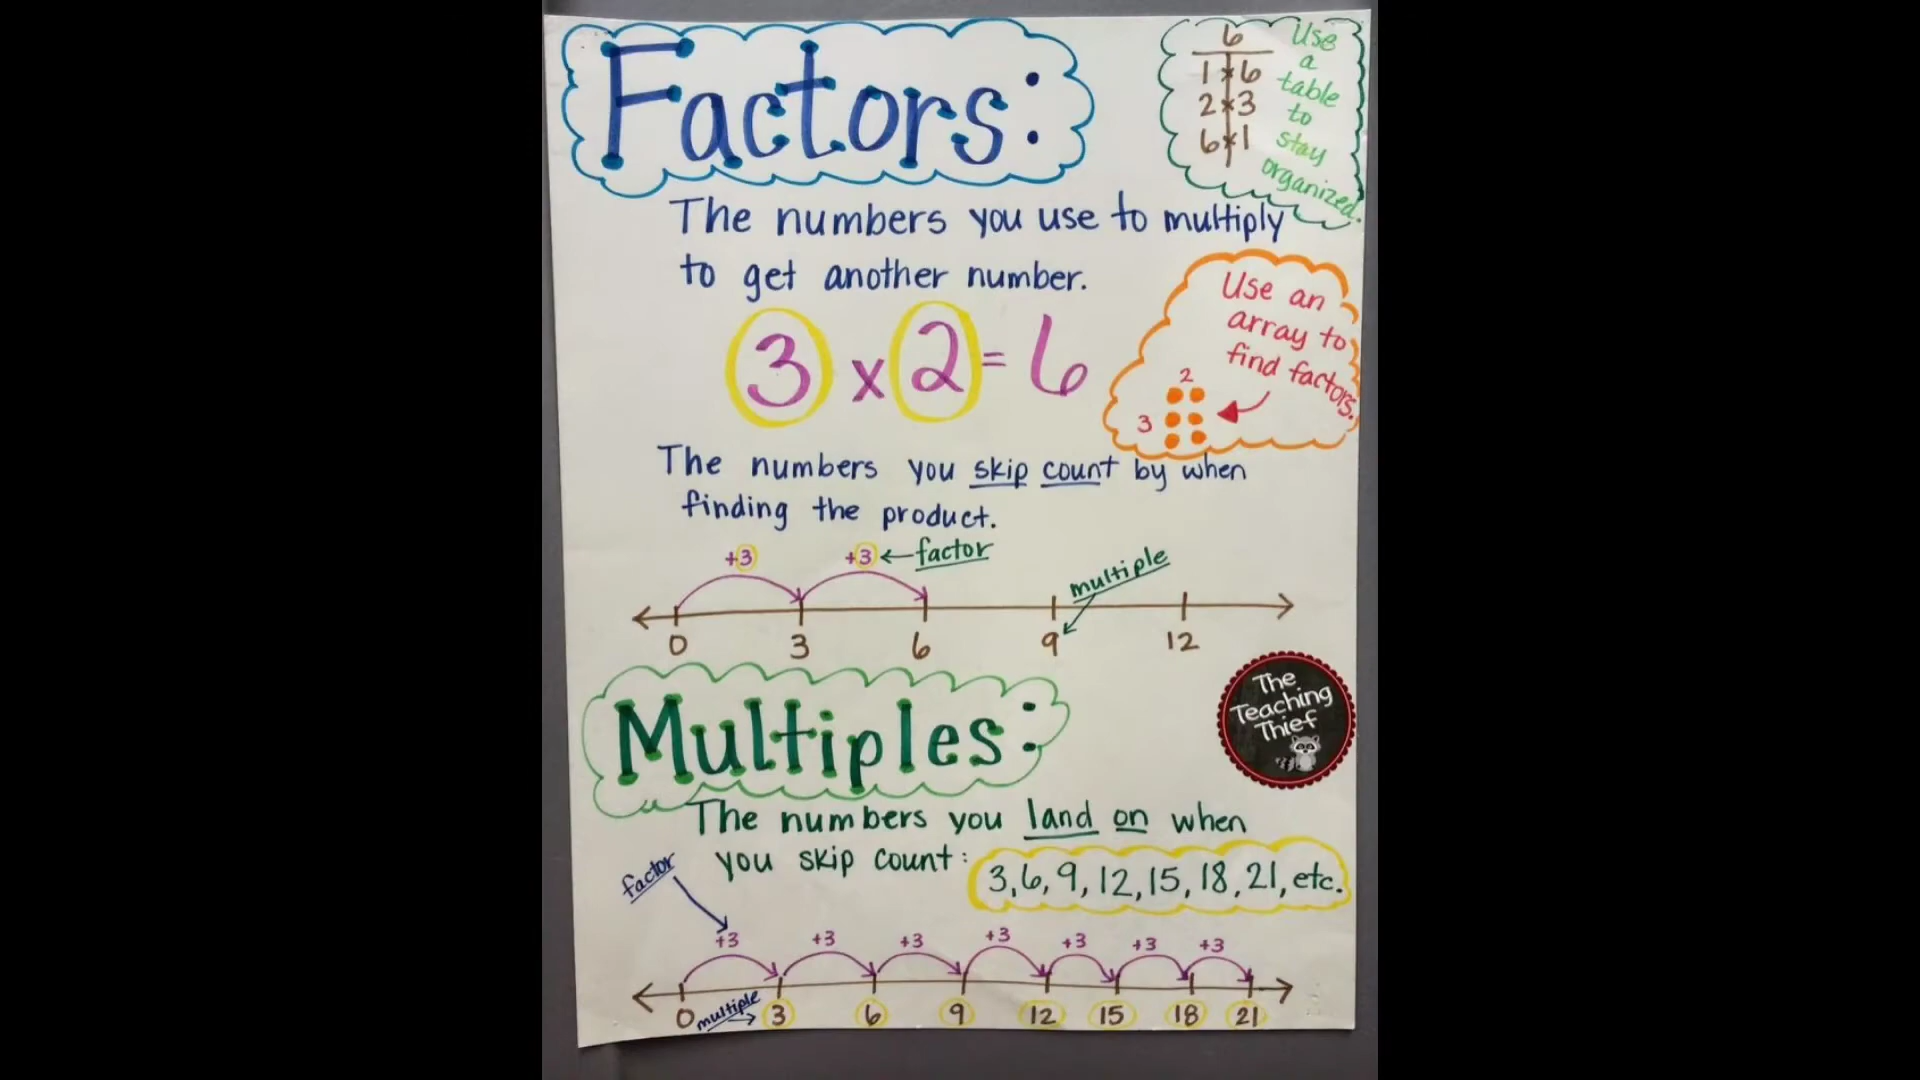 Factors:
6
1 x 6
2 x 3
6 x 1
Use
a
table
to
stay
organized.
The numbers you use to multiply
to get another number.
3 x 2 = 6
Use an
array to
find factors.
2
3
The numbers you skip count by when
finding the product.
+3 +3 ← factor
multiple
0 3 6 9 12
Multiples:
The
Teaching
Thief
The numbers you land on when
you skip count:
3, 6, 9, 12, 15, 18, 21, etc.
factor
+3 +3 +3 +3 +3 +3 +3
0 multiple → 3 6 9 12 15 18 21